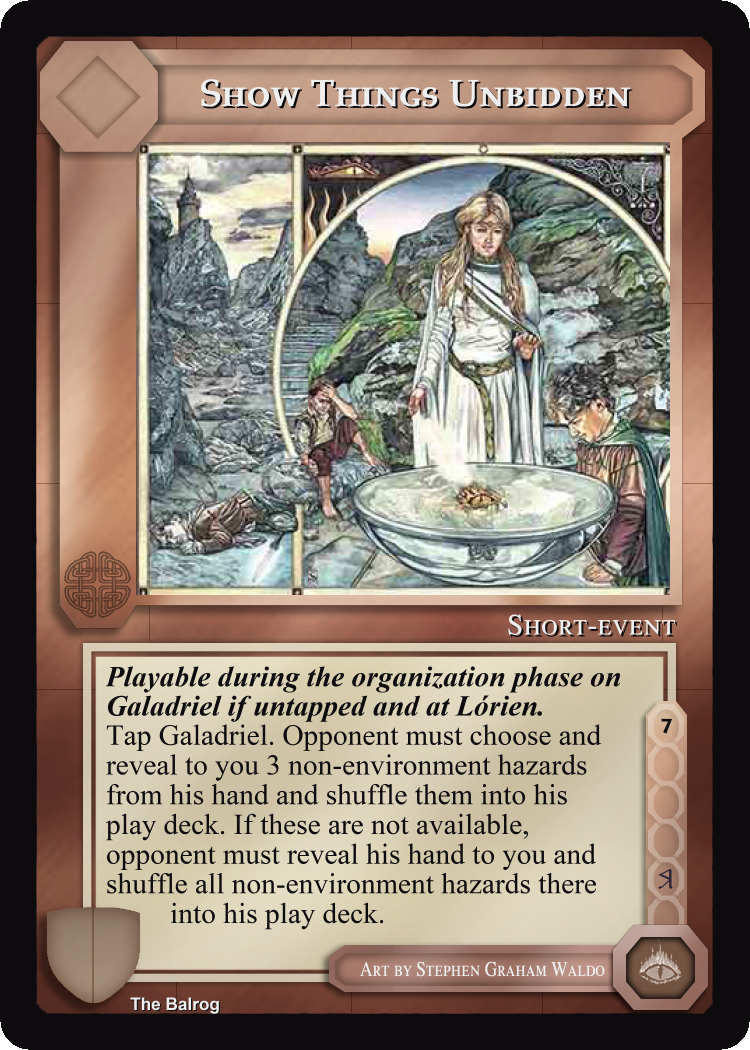 Show Things Unbidden
Short-event
Playable during the organization phase on
Galadriel if untapped and at Lórien.
Tap Galadriel. Opponent must choose and
reveal to you 3 non-environment hazards
from his hand and shuffle them into his
play deck. If these are not available,
opponent must reveal his hand to you and
shuffle all non-environment hazards there
into his play deck.
7
Art by Stephen Graham Waldo
The Balrog